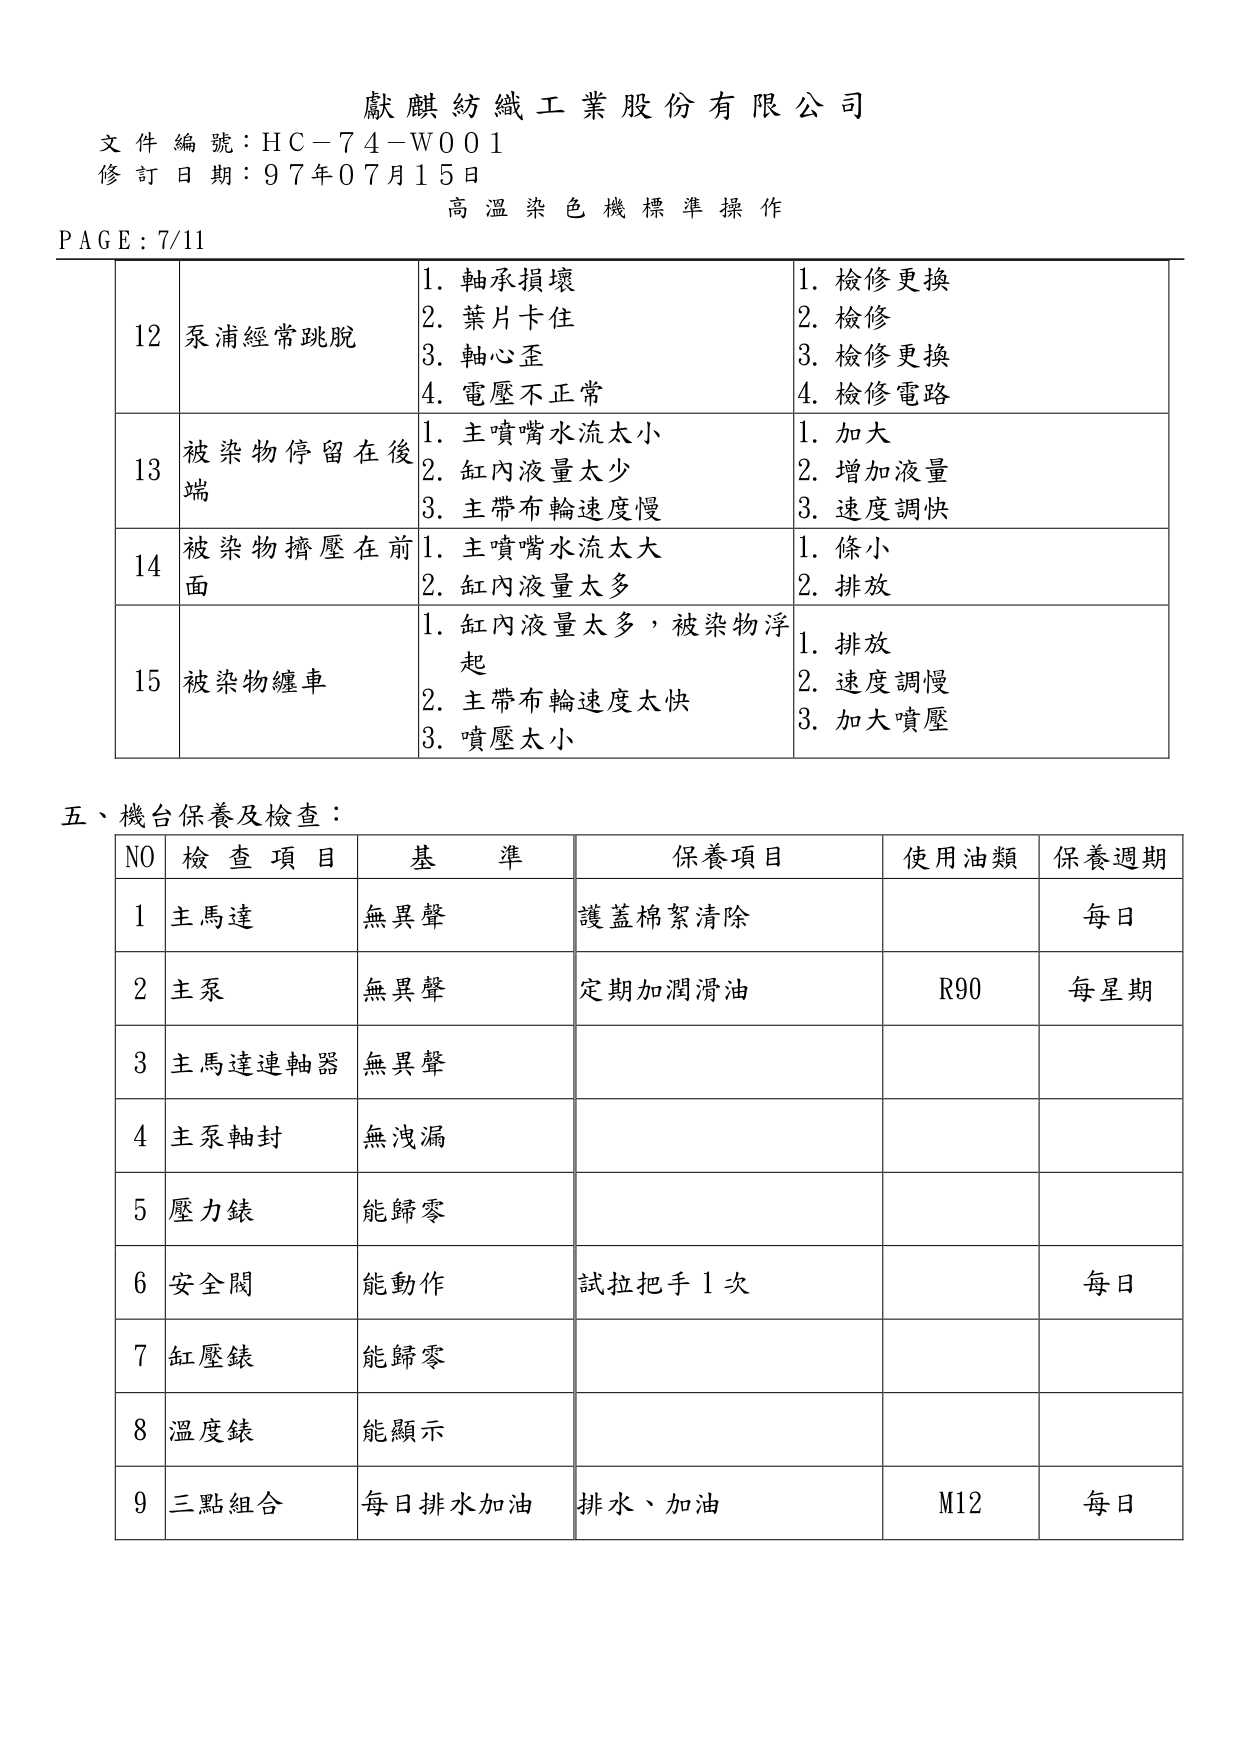 獻麒紡織工業股份有限公司
文件編號：HC－７４－W００１
修訂日期：９７年０７月１５日
高溫染色機標準操作
PAGE: 7/11
12 泵浦經常跳脫
1. 軸承損壞
2. 葉片卡住
3. 軸心歪
4. 電壓不正常
1. 檢修更換
2. 檢修
3. 檢修更換
4. 檢修電路
13 被染物停留在後
端
1. 主噴嘴水流太小
2. 缸內液量太少
3. 主帶布輪速度慢
1. 加大
2. 增加液量
3. 速度調快
14 被染物擠壓在前
面
1. 主噴嘴水流太大
2. 缸內液量太多
1. 條小
2. 排放
15 被染物纏車
1. 缸內液量太多，被染物浮
起
2. 主帶布輪速度太快
3. 噴壓太小
1. 排放
2. 速度調慢
3. 加大噴壓
五、機台保養及檢查：
NO 檢查項目 基準 保養項目 使用油類 保養週期
1 主馬達 無異聲 護蓋棉絮清除 每日
2 主泵 無異聲 定期加潤滑油 R90 每星期
3 主馬達連軸器 無異聲
4 主泵軸封 無洩漏
5 壓力錶 能歸零
6 安全閥 能動作 試拉把手1次 每日
7 缸壓錶 能歸零
8 溫度錶 能顯示
9 三點組合 每日排水加油 排水、加油 M12 每日